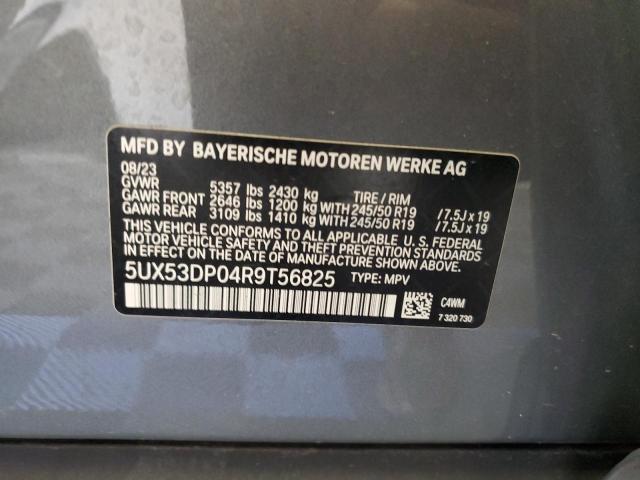 MFD BY BAYERISCHE MOTOREN WERKE AG
08/23
GVWR 5357 lbs 2430 kg TIRE / RIM
GAWR FRONT 2646 lbs 1200 kg WITH 245/50 R19 /7.5J x 19
GAWR REAR 3109 lbs 1410 kg WITH 245/50 R19 /7.5J x 19
THIS VEHICLE CONFORMS TO ALL APPLICABLE U.S. FEDERAL
MOTOR VEHICLE SAFETY AND THEFT PREVENTION STANDARDS
IN EFFECT ON THE DATE OF MANUFACTURE SHOWN ABOVE.
5UX53DP04R9T56825 TYPE: MPV
C4WM
7 320 730